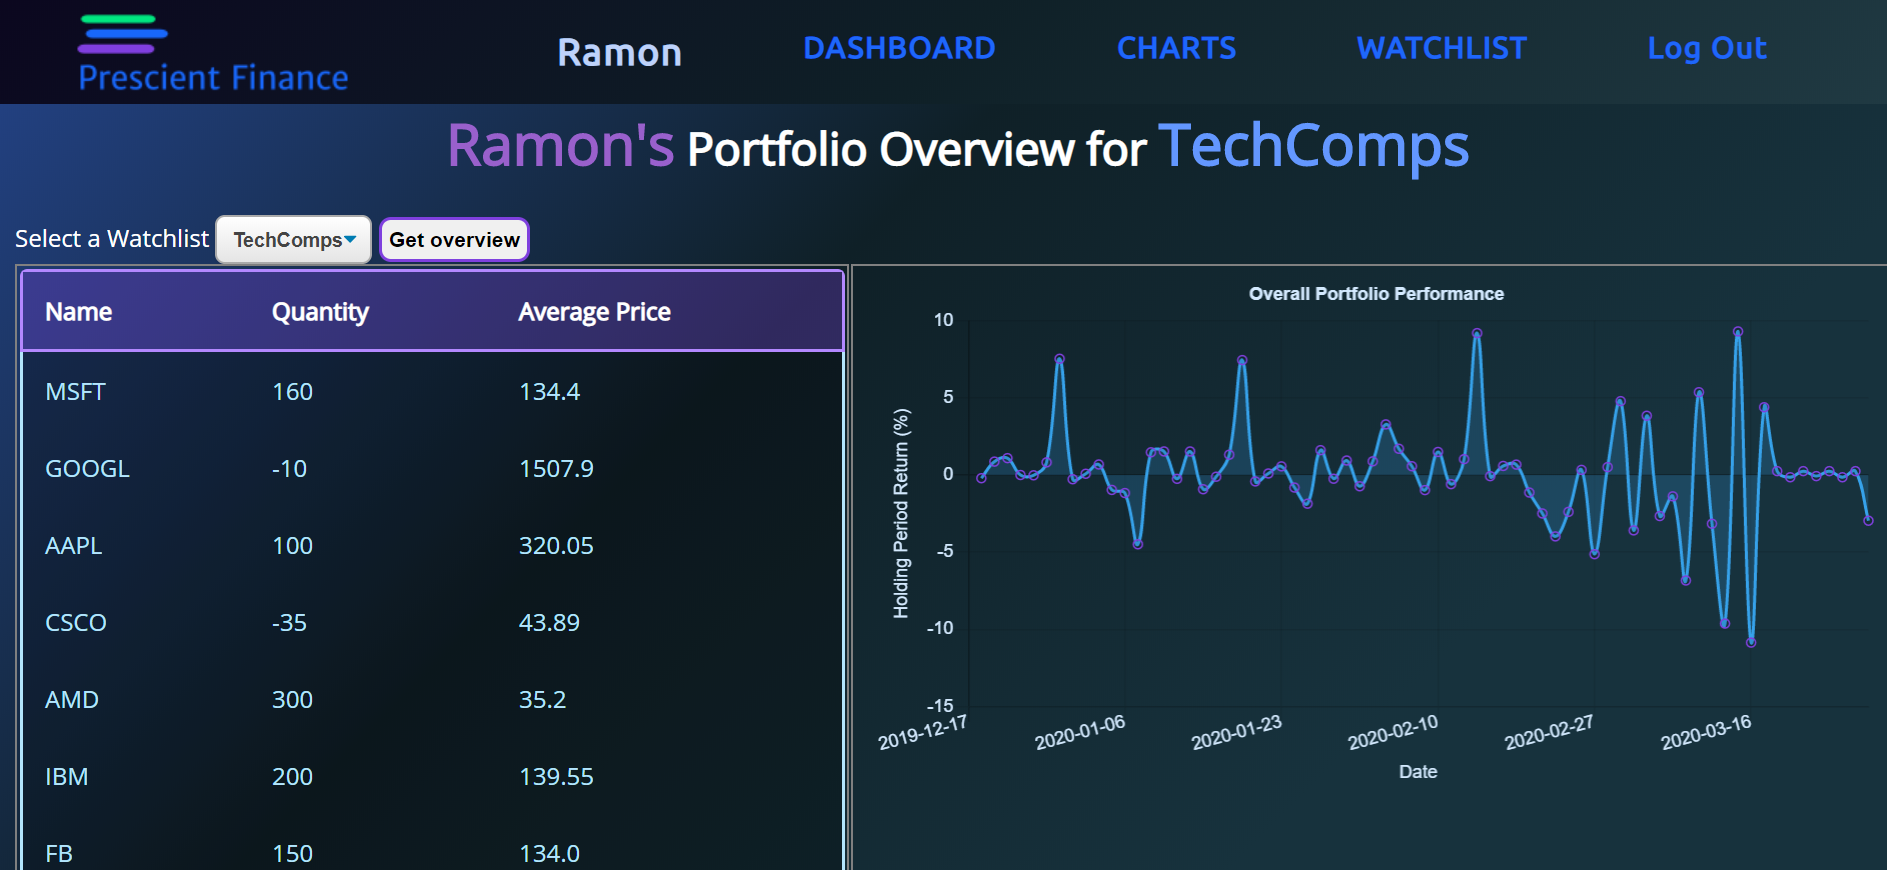 Prescient Finance
Ramon DASHBOARD CHARTS WATCHLIST Log Out
Ramon's Portfolio Overview for TechComps
Select a Watchlist TechComps Get overview
Name Quantity Average Price
MSFT 160 134.4
GOOGL -10 1507.9
AAPL 100 320.05
CSCO -35 43.89
AMD 300 35.2
IBM 200 139.55
FB 150 134.0
Overall Portfolio Performance
Holding Period Return (%)
10
5
0
-5
-10
-15
2019-12-17 2020-01-06 2020-01-23 2020-02-10 2020-02-27 2020-03-16
Date